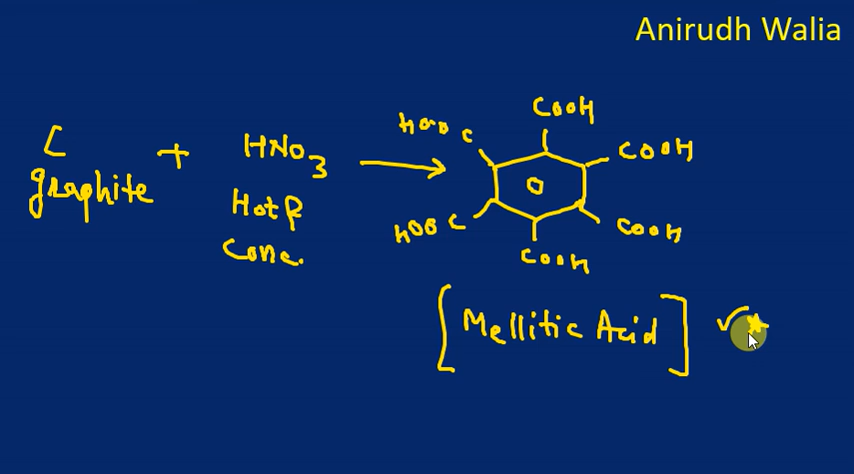 Anirudh Walia
C
graphite
+
HNO3
Hot &
Conc.
HOOC
COOH
COOH
HOOC
COOH
COOH
[Mellitic Acid]